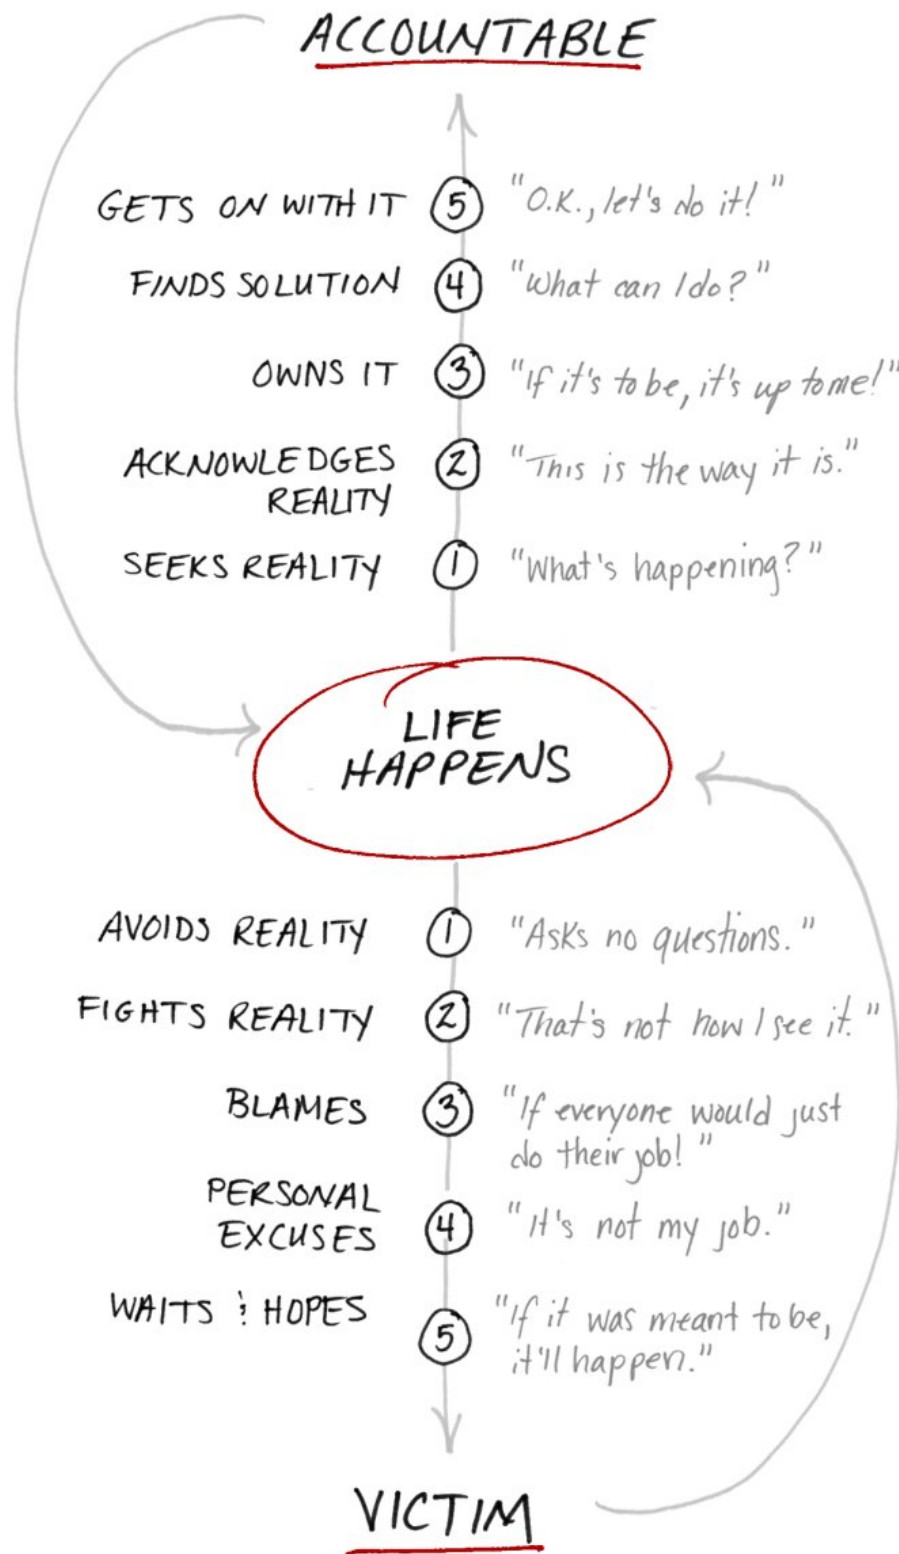 ACCOUNTABLE
GETS ON WITH IT 5 "O.K., let's do it!"
FINDS SOLUTION 4 "What can I do?"
OWNS IT 3 "If it's to be, it's up to me!"
ACKNOWLEDGES
REALITY 2 "This is the way it is."
SEEKS REALITY 1 "What's happening?"
LIFE
HAPPENS
AVOIDS REALITY 1 "Asks no questions."
FIGHTS REALITY 2 "That's not how I see it."
BLAMES 3 "If everyone would just
do their job!"
PERSONAL
EXCUSES 4 "It's not my job."
WAITS & HOPES 5 "If it was meant to be,
it'll happen."
VICTIM